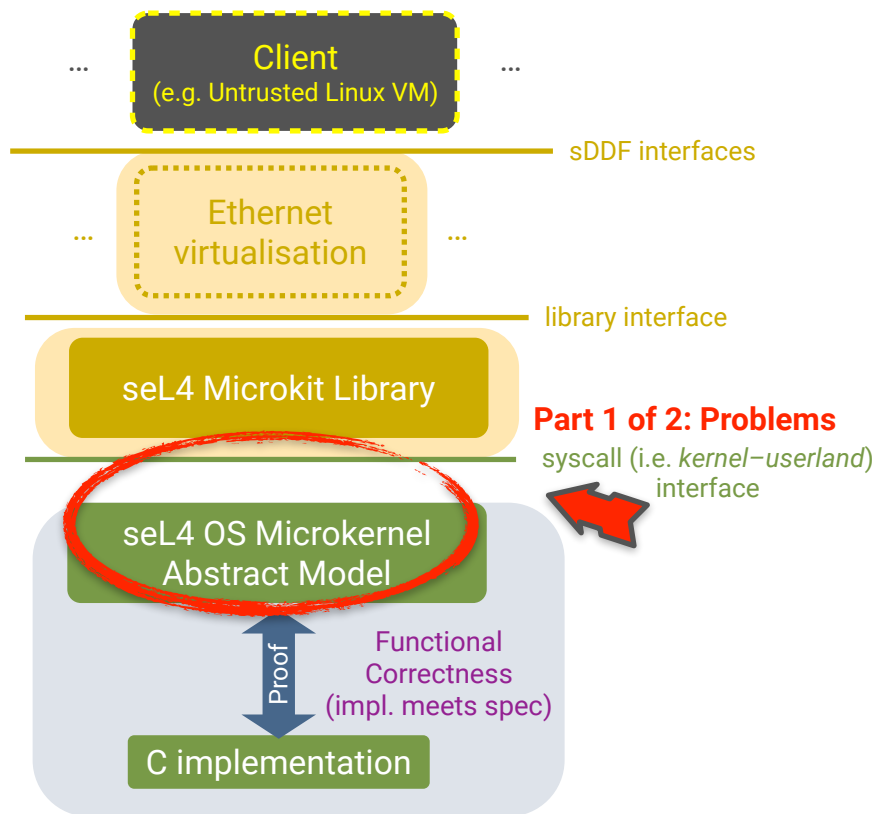 Client
... (e.g. Untrusted Linux VM) ...
sDDF interfaces
Ethernet
... virtualisation ...
library interface
seL4 Microkit Library
Part 1 of 2: Problems
syscall (i.e. kernel–userland)
interface
seL4 OS Microkernel
Abstract Model
Proof
Functional
Correctness
(impl. meets spec)
C implementation